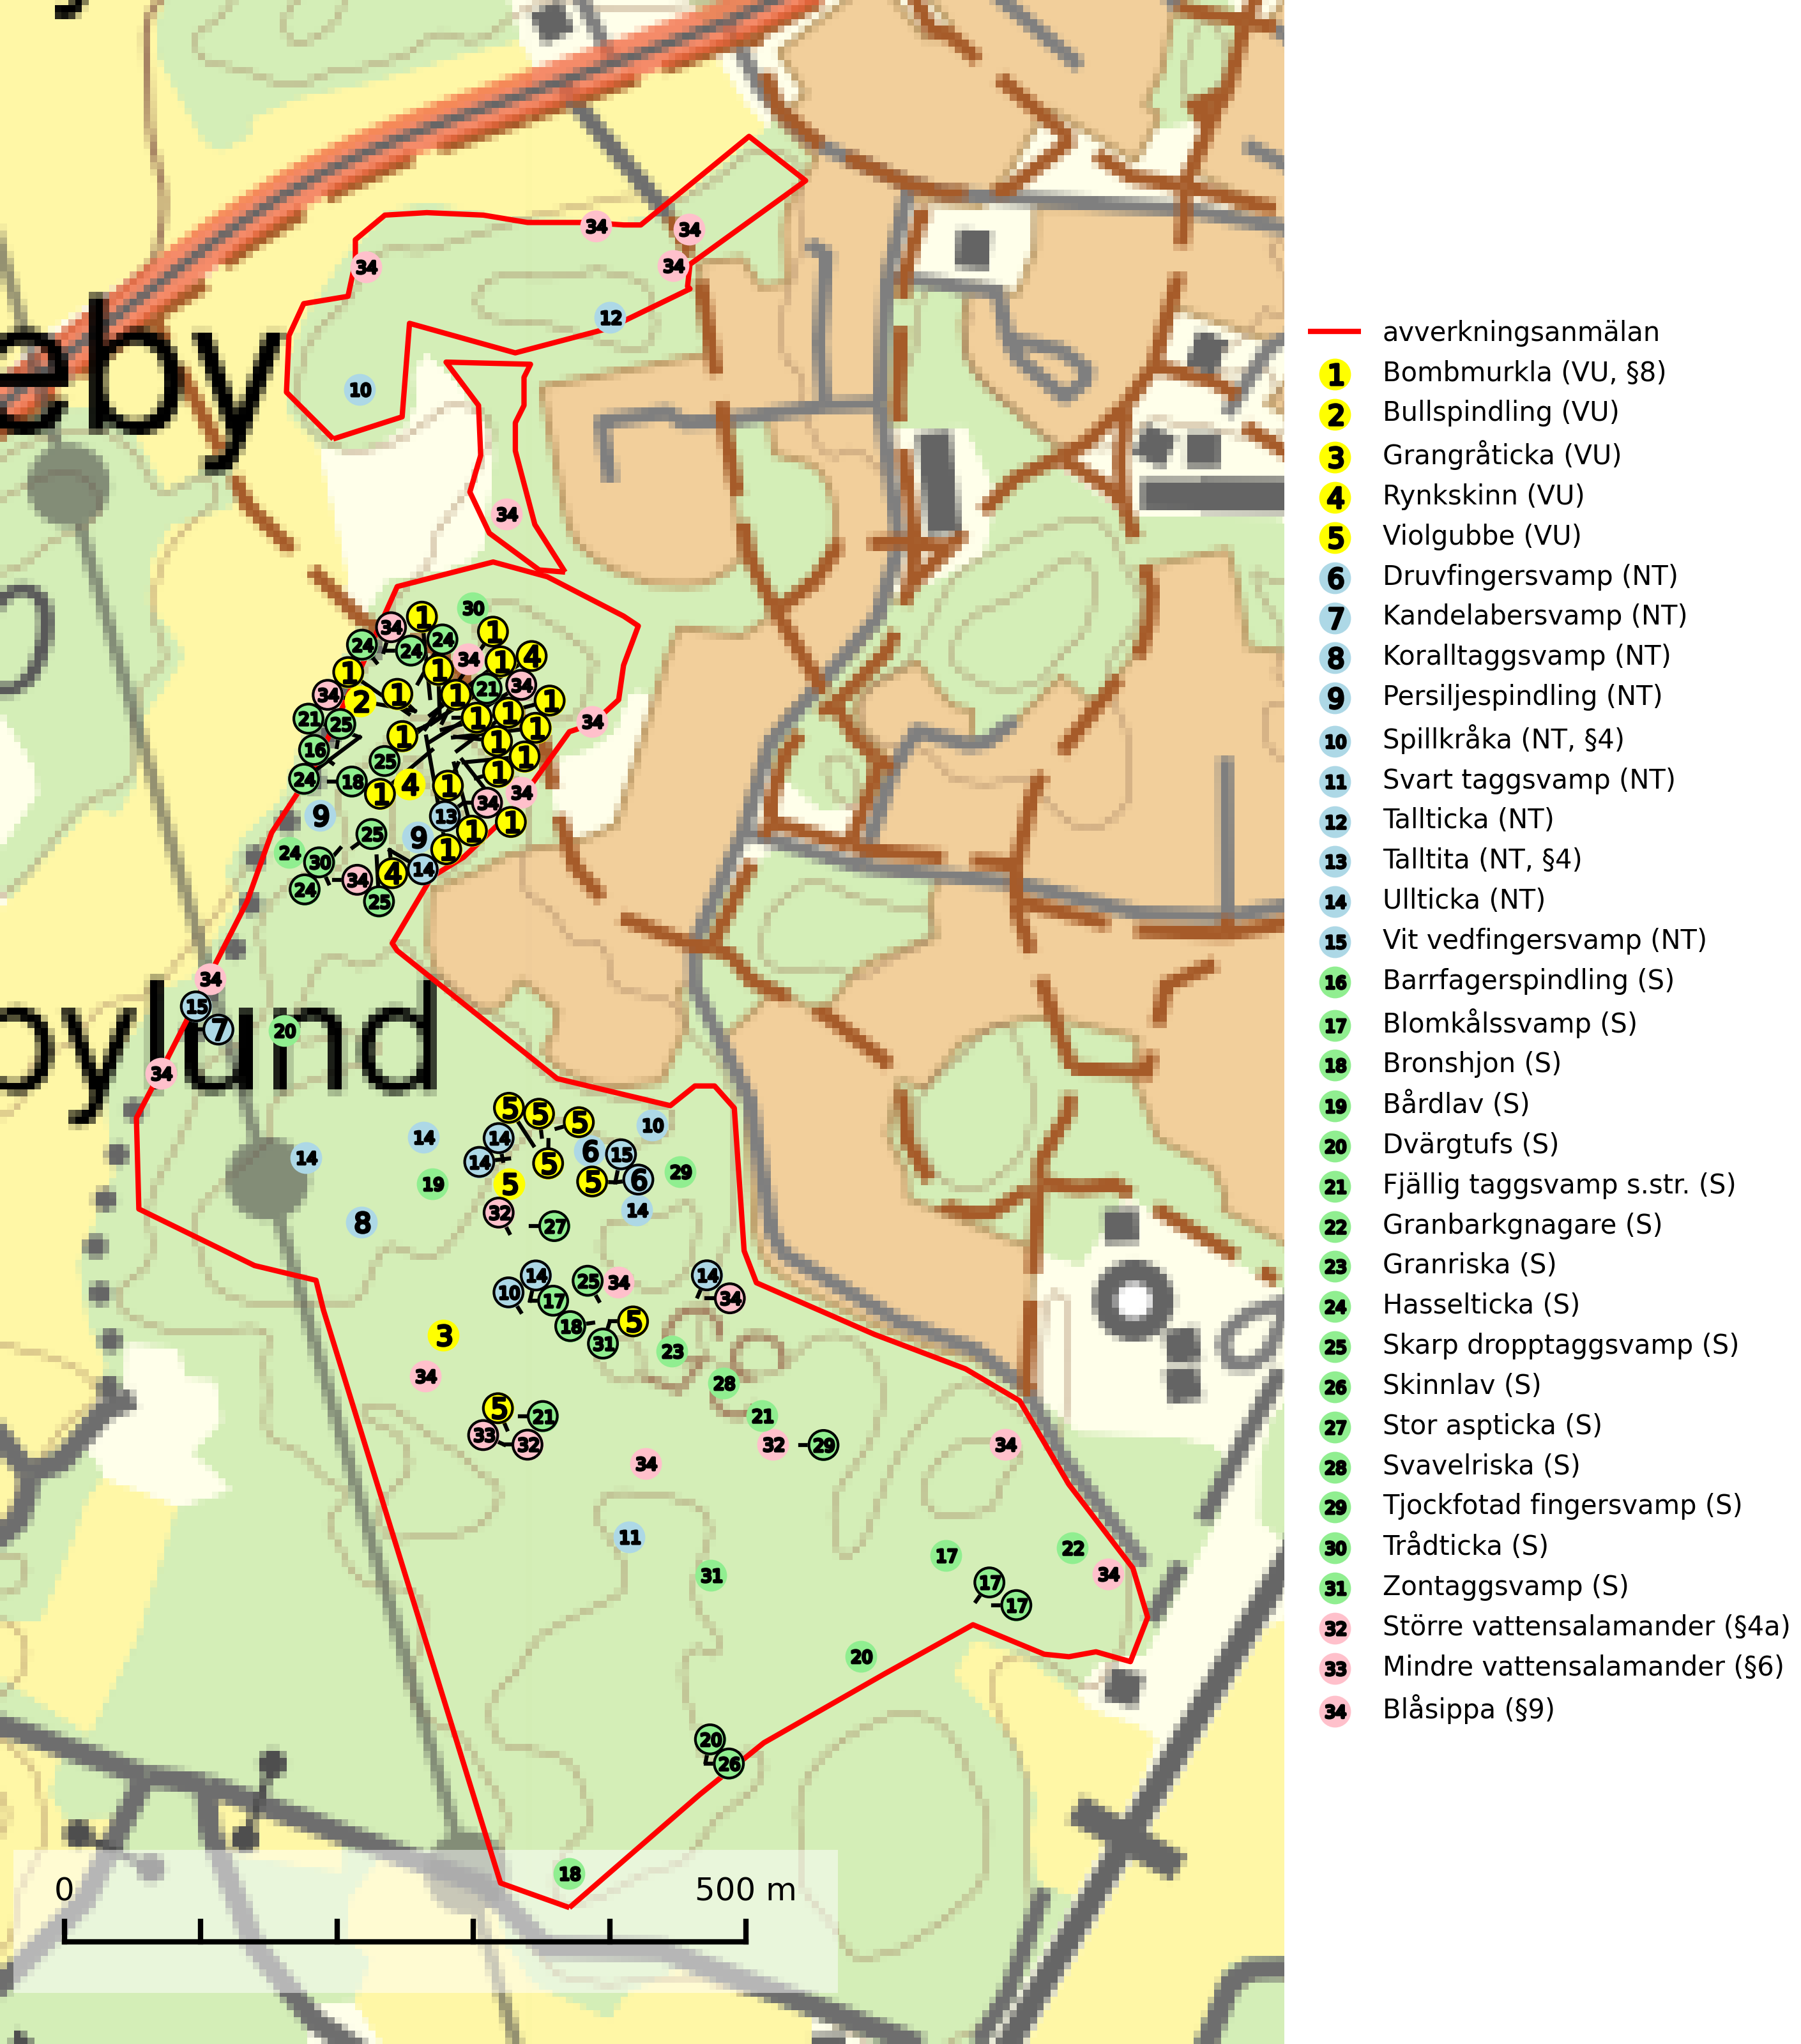 eby
bylund
0
500 m
avverkningsanmälan
1 Bombmurkla (VU, §8)
2 Bullspindling (VU)
3 Grangråticka (VU)
4 Rynkskinn (VU)
5 Violgubbe (VU)
6 Druvfingersvamp (NT)
7 Kandelabersvamp (NT)
8 Koralltaggsvamp (NT)
9 Persiljespindling (NT)
10 Spillkråka (NT, §4)
11 Svart taggsvamp (NT)
12 Tallticka (NT)
13 Talltita (NT, §4)
14 Ullticka (NT)
15 Vit vedfingersvamp (NT)
16 Barrfagerspindling (S)
17 Blomkålssvamp (S)
18 Bronshjon (S)
19 Bårdlav (S)
20 Dvärgtufs (S)
21 Fjällig taggsvamp s.str. (S)
22 Granbarkgnagare (S)
23 Granriska (S)
24 Hasselticka (S)
25 Skarp dropptaggsvamp (S)
26 Skinnlav (S)
27 Stor aspticka (S)
28 Svavelriska (S)
29 Tjockfotad fingersvamp (S)
30 Trådticka (S)
31 Zontaggsvamp (S)
32 Större vattensalamander (§4a)
33 Mindre vattensalamander (§6)
34 Blåsippa (§9)